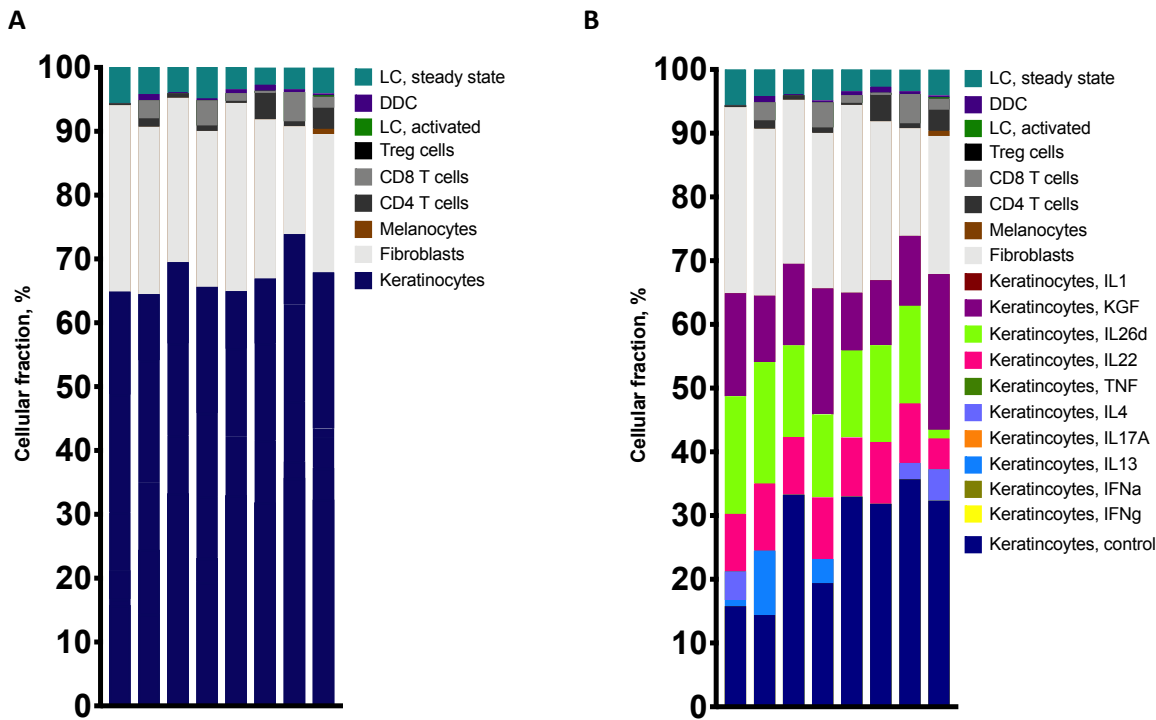 A
Cellular fraction, %
100
90
80
70
60
50
40
30
20
10
0
LC, steady state
DDC
LC, activated
Treg cells
CD8 T cells
CD4 T cells
Melanocytes
Fibroblasts
Keratinocytes
B
Cellular fraction, %
100
90
80
70
60
50
40
30
20
10
0
LC, steady state
DDC
LC, activated
Treg cells
CD8 T cells
CD4 T cells
Melanocytes
Fibroblasts
Keratinocytes, IL1
Keratincoytes, KGF
Keratincoytes, IL26d
Keratincoytes, IL22
Keratincoytes, TNF
Keratincoytes, IL4
Keratincoytes, IL17A
Keratincoytes, IL13
Keratincoytes, IFNa
Keratincoytes, IFNg
Keratincoytes, control